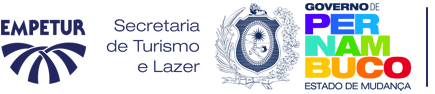 EMPETUR
Secretaria
de Turismo
e Lazer
GOVERNO DE
PER
NAM
BUCO
ESTADO DE MUDANÇA